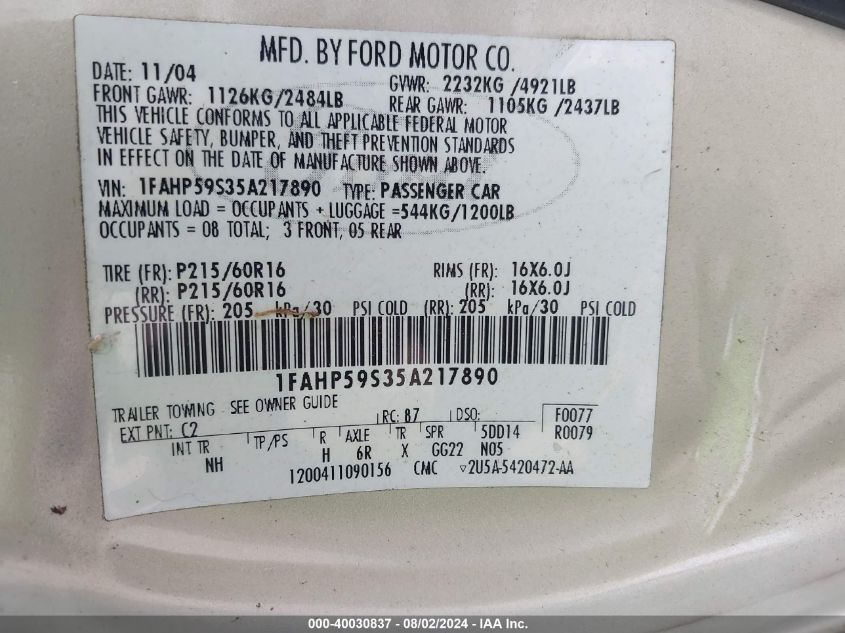 MFD. BY FORD MOTOR CO.
DATE: 11/04 GVWR: 2232KG /4921LB
FRONT GAWR: 1126KG/2484LB REAR GAWR: 1105KG /2437LB
THIS VEHICLE CONFORMS TO ALL APPLICABLE FEDERAL MOTOR
VEHICLE SAFETY, BUMPER, AND THEFT PREVENTION STANDARDS
IN EFFECT ON THE DATE OF MANUFACTURE SHOWN ABOVE.
VIN: 1FAHP59S35A217890 TYPE: PASSENGER CAR
MAXIMUM LOAD = OCCUPANTS + LUGGAGE =544KG/1200LB
OCCUPANTS = 08 TOTAL; 3 FRONT, 05 REAR
TIRE (FR): P215/60R16 RIMS (FR): 16X6.0J
(RR): P215/60R16 (RR): 16X6.0J
PRESSURE (FR): 205 kPa/30 PSI COLD (RR): 205 kPa/30 PSI COLD
1FAHP59S35A217890
TRAILER TOWING - SEE OWNER GUIDE
EXT PNT: C2 RC: B7 DSO: F0077
INT TR TP/PS R AXLE TR SPR 5DD14 R0079
NH H 6R X GG22 N05
1200411090156 CMC ▽2U5A-5420472-AA
000-40030837 - 08/02/2024 - IAA Inc.